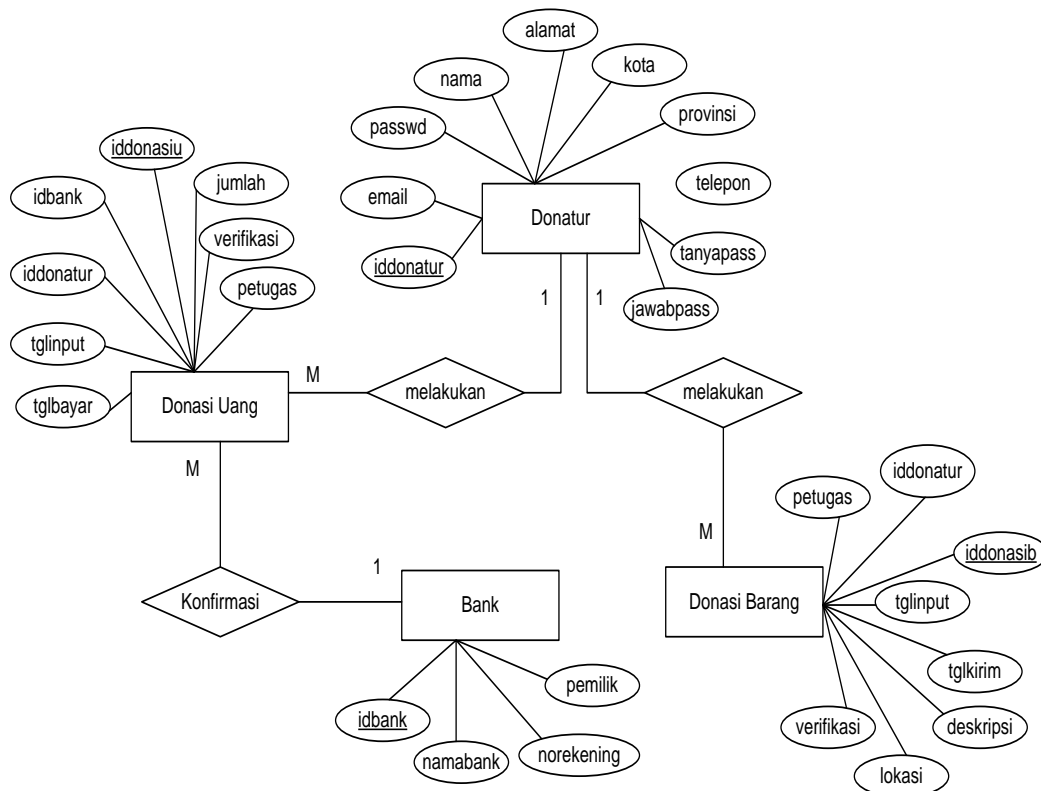 alamat
nama
kota
passwd
provinsi
iddonasiu
jumlah
idbank
email
Donatur
telepon
verifikasi
tanyapass
iddonatur
iddonatur
petugas
jawabpass
1
1
tglinput
M
melakukan
melakukan
tglbayar
Donasi Uang
M
petugas
iddonatur
M
iddonasib
1
Konfirmasi
Bank
Donasi Barang
tglinput
pemilik
tglkirim
idbank
verifikasi
deskripsi
namabank
norekening
lokasi